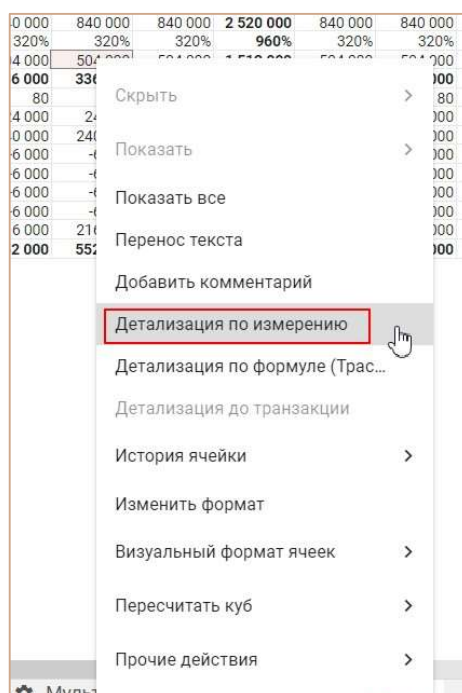 840 000 840 000 2 520 000 840 000 840 000
320% 320% 320% 960% 320% 320%
Скрыть
80 80
Показать
Показать все
Перенос текста
Добавить комментарий
Детализация по измерению
Детализация по формуле (Трас...
Детализация до транзакции
История ячейки
Изменить формат
Визуальный формат ячеек
Пересчитать куб
Прочие действия